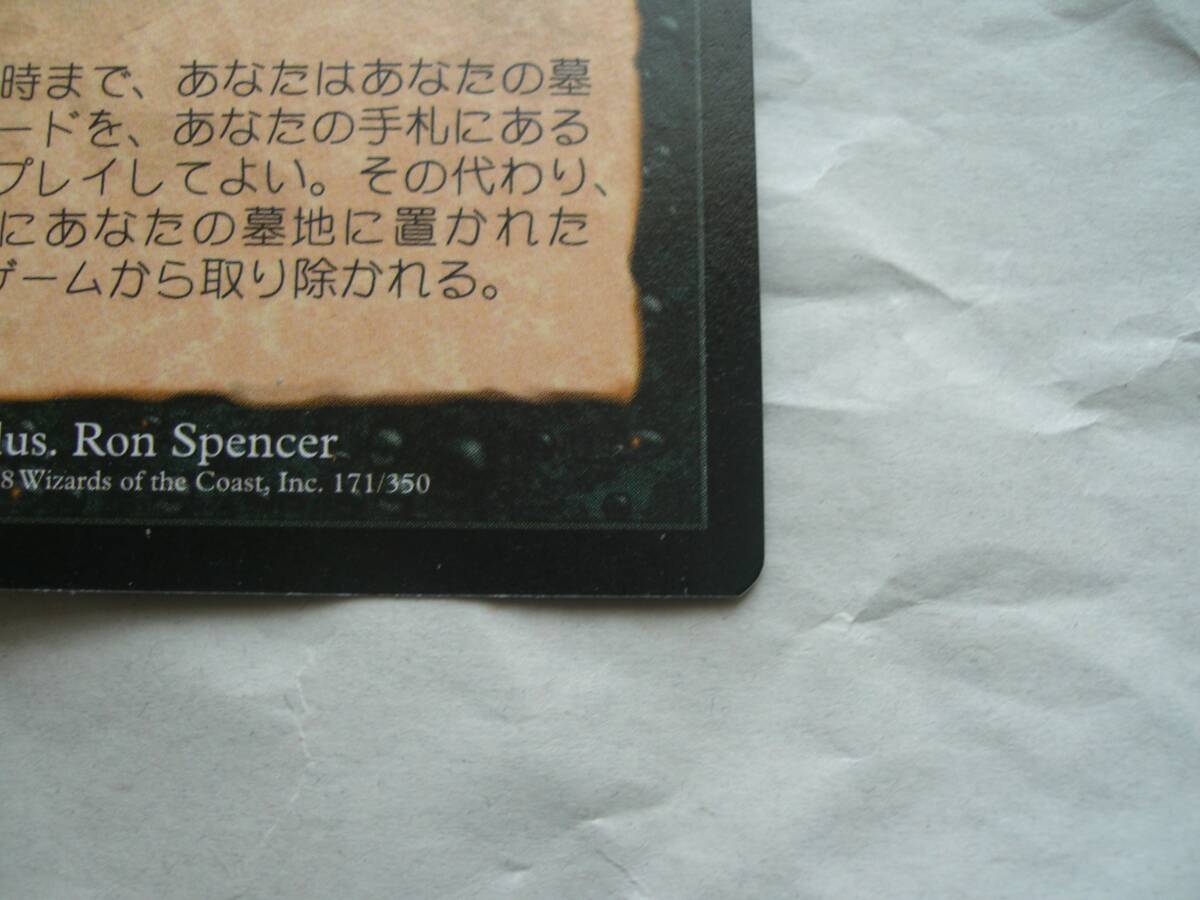 時まで、あなたはあなたの墓
ードを、あなたの手札にある
プレイしてよい。その代わり、
にあなたの墓地に置かれた
ゲームから取り除かれる。
lus. Ron Spencer
8 Wizards of the Coast, Inc. 171/350